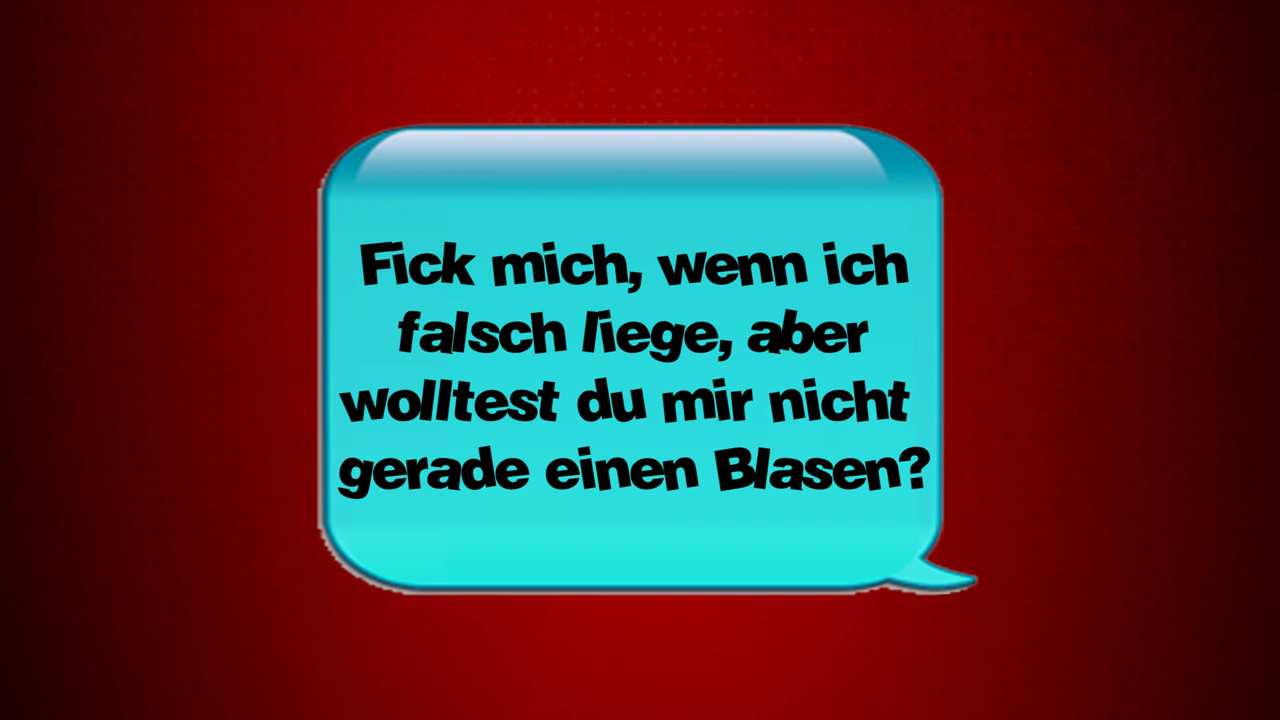 Fick mich, wenn ich
falsch liege, aber
wolltest du mir nicht
gerade einen Blasen?